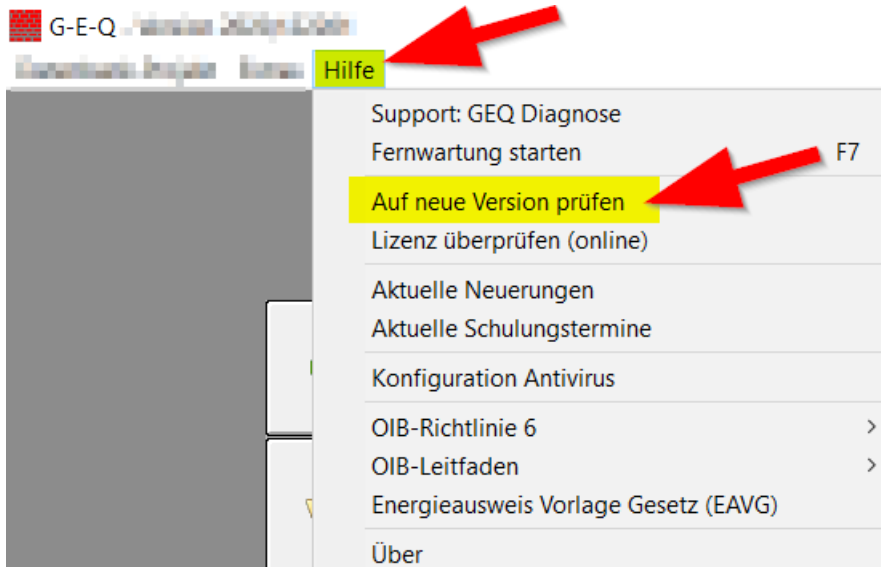 G-E-Q
Hilfe
Support: GEQ Diagnose
Fernwartung starten F7
Auf neue Version prüfen
Lizenz überprüfen (online)
Aktuelle Neuerungen
Aktuelle Schulungstermine
Konfiguration Antivirus
OIB-Richtlinie 6
OIB-Leitfaden
Energieausweis Vorlage Gesetz (EAVG)
Über